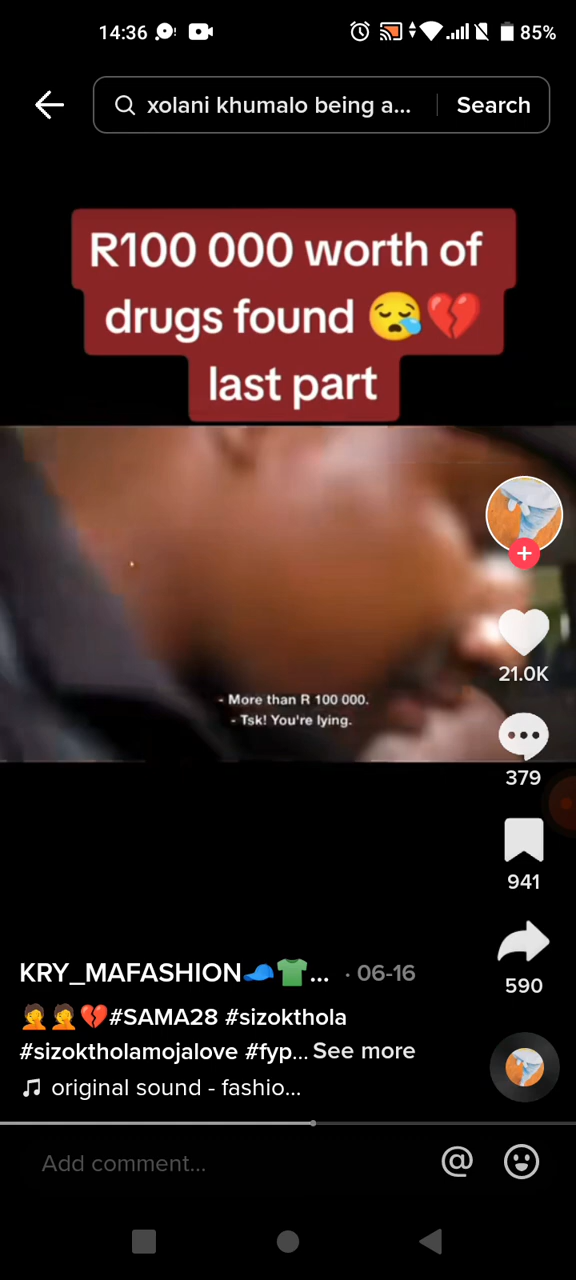 14:36
85%
xolani khumalo being a... Search
R100 000 worth of
drugs found 😪💔
last part
- More than R 100 000.
- Tsk! You're lying.
21.0K
379
941
590
KRY_MAFASHION🧢👕... · 06-16
🤦🤦💔#SAMA28 #sizokthola
#sizoktholamojalove #fyp... See more
original sound - fashio...
Add comment...